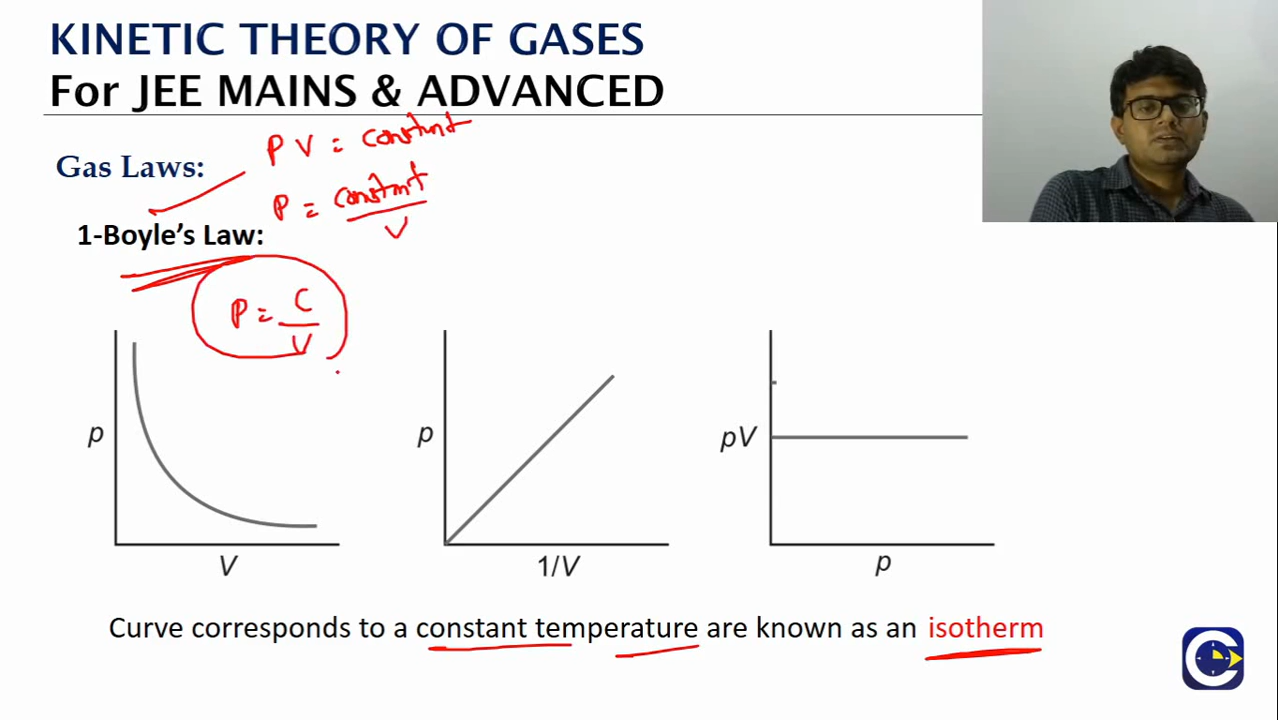 KINETIC THEORY OF GASES
For JEE MAINS & ADVANCED
Gas Laws:
P V = constant
P = constant
V
1-Boyle's Law:
P = C
V
p
V
p
1/V
pV
p
Curve corresponds to a constant temperature are known as an isotherm